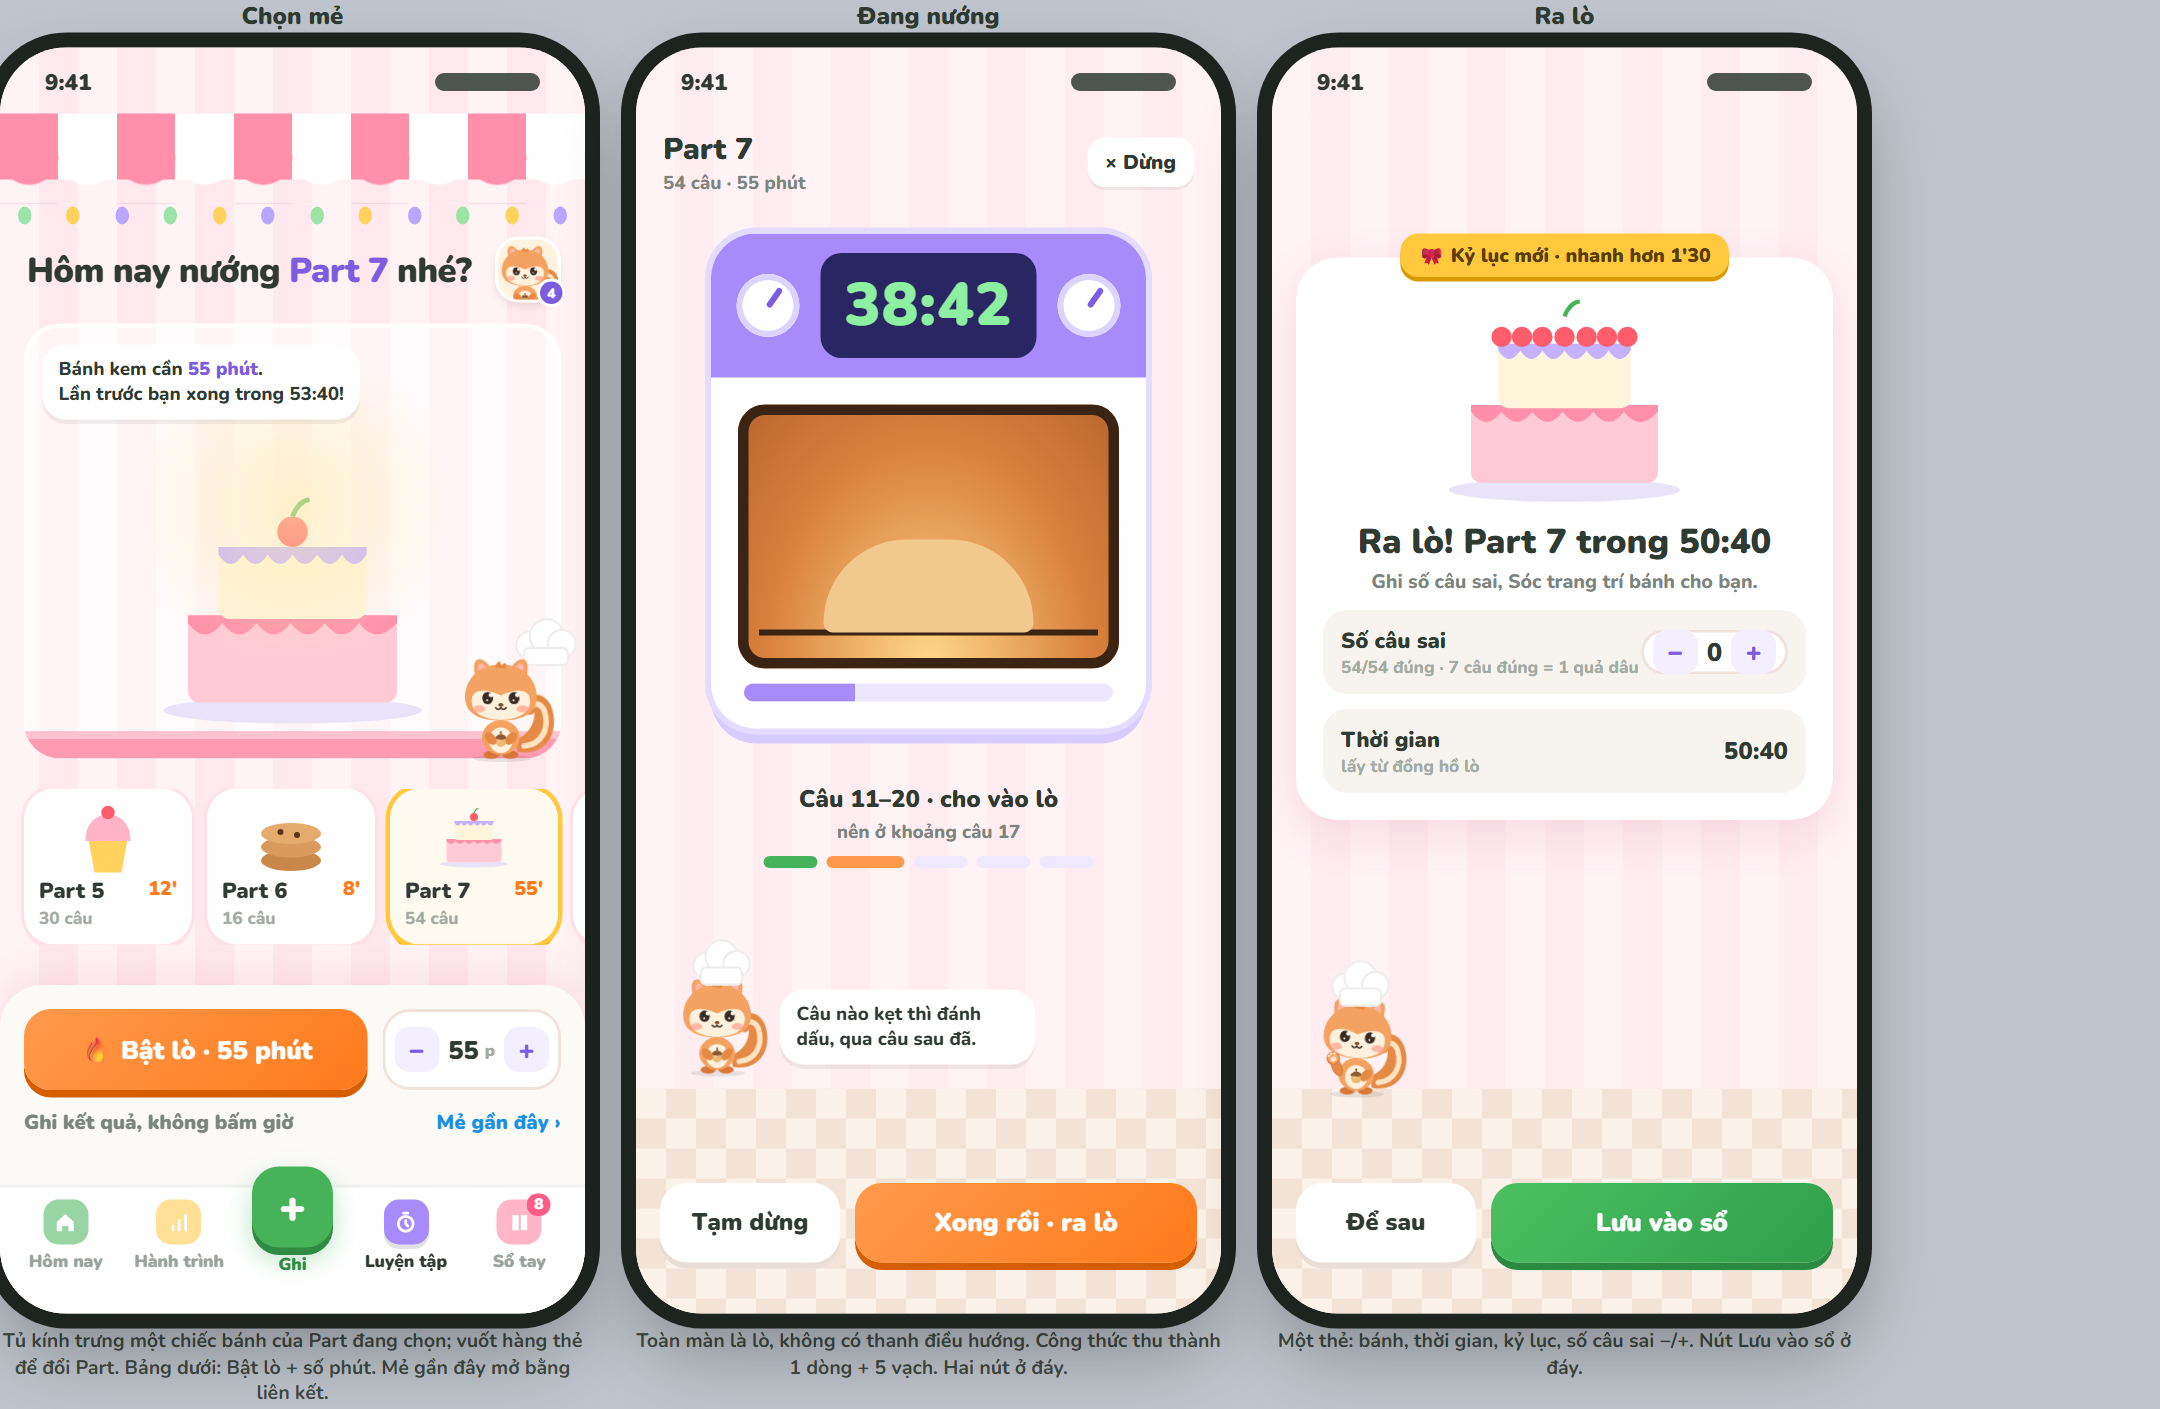 Chọn mẻ
9:41
Hôm nay nướng Part 7 nhé?
4
Bánh kem cần 55 phút.
Lần trước bạn xong trong 53:40!
Part 5 12'
30 câu
Part 6 8'
16 câu
Part 7 55'
54 câu
Bật lò · 55 phút
− 55 p +
Ghi kết quả, không bấm giờ
Mẻ gần đây ›
Hôm nay
Hành trình
+
Ghi
Luyện tập
8
Sổ tay
Tủ kính trưng một chiếc bánh của Part đang chọn; vuốt hàng thẻ
để đổi Part. Bảng dưới: Bật lò + số phút. Mẻ gần đây mở bằng
liên kết.
Đang nướng
9:41
Part 7
54 câu · 55 phút
× Dừng
38:42
Câu 11–20 · cho vào lò
nên ở khoảng câu 17
Câu nào kẹt thì đánh
dấu, qua câu sau đã.
Tạm dừng
Xong rồi · ra lò
Toàn màn là lò, không có thanh điều hướng. Công thức thu thành
1 dòng + 5 vạch. Hai nút ở đáy.
Ra lò
9:41
Kỷ lục mới · nhanh hơn 1'30
Ra lò! Part 7 trong 50:40
Ghi số câu sai, Sóc trang trí bánh cho bạn.
Số câu sai
54/54 đúng · 7 câu đúng = 1 quả dâu
− 0 +
Thời gian
lấy từ đồng hồ lò
50:40
Để sau
Lưu vào sổ
Một thẻ: bánh, thời gian, kỷ lục, số câu sai −/+. Nút Lưu vào sổ ở
đáy.